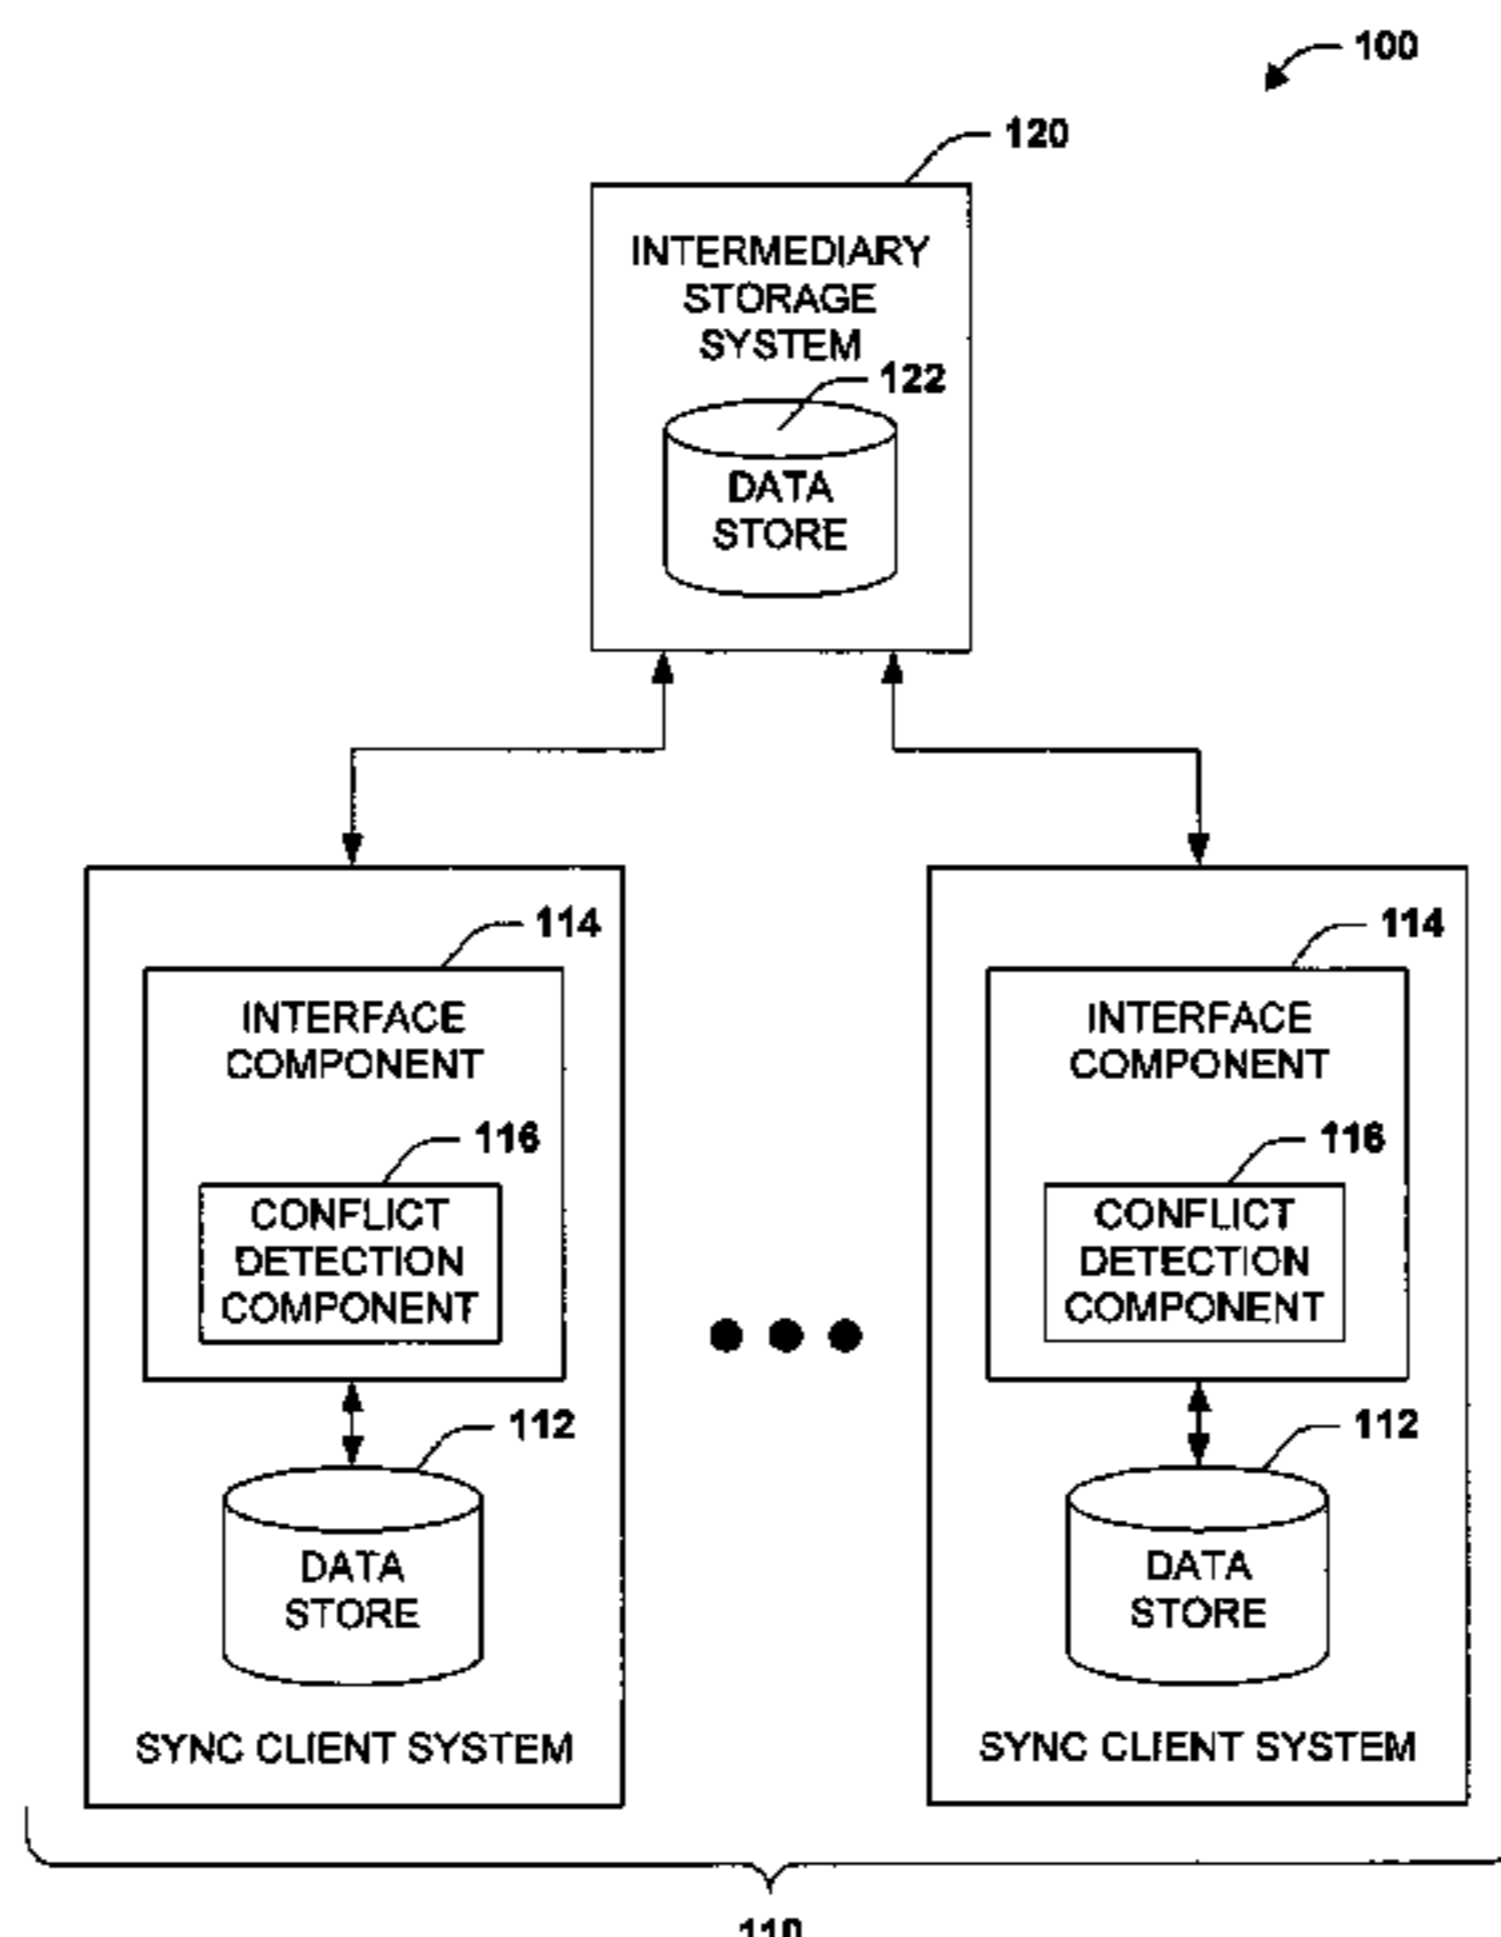 100
120
INTERMEDIARY
STORAGE
SYSTEM
122
DATA
STORE
114
INTERFACE
COMPONENT
116
CONFLICT
DETECTION
COMPONENT
112
DATA
STORE
SYNC CLIENT SYSTEM
114
INTERFACE
COMPONENT
116
CONFLICT
DETECTION
COMPONENT
112
DATA
STORE
SYNC CLIENT SYSTEM
110